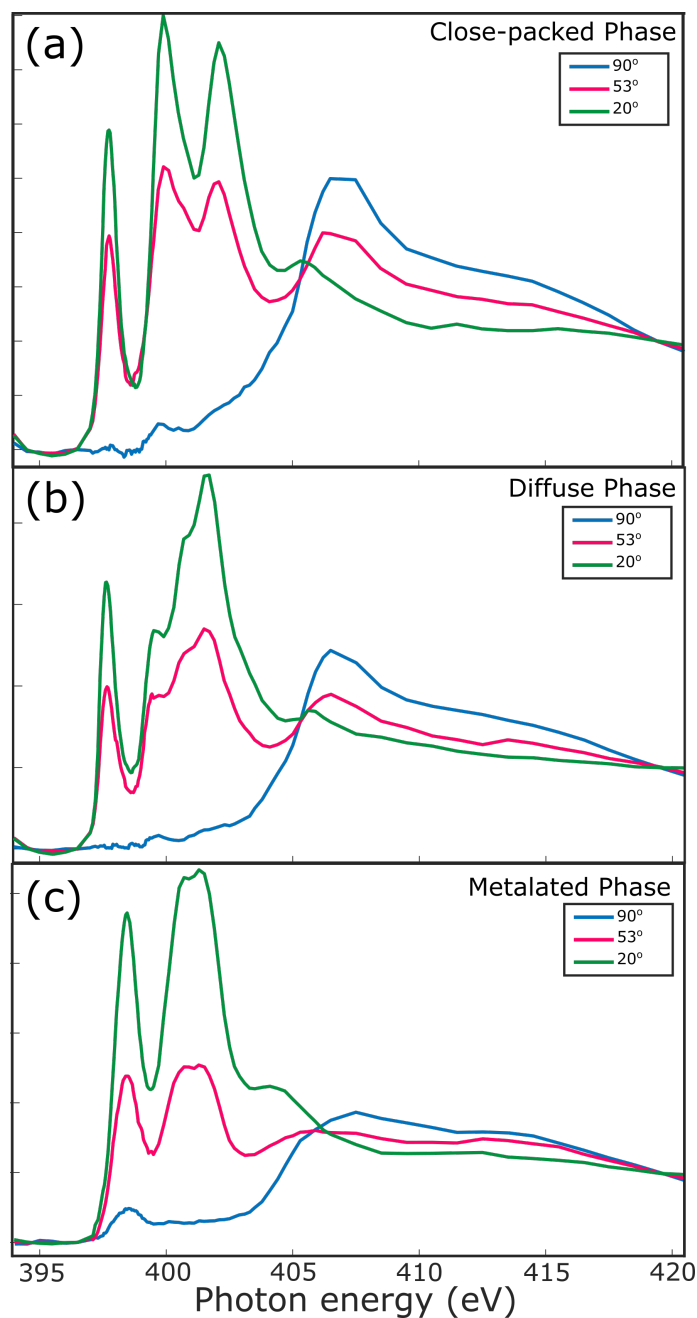 (a)
Close-packed Phase
90°
53°
20°
(b)
Diffuse Phase
90°
53°
20°
(c)
Metalated Phase
90°
53°
20°
395 400 405 410 415 420
Photon energy (eV)